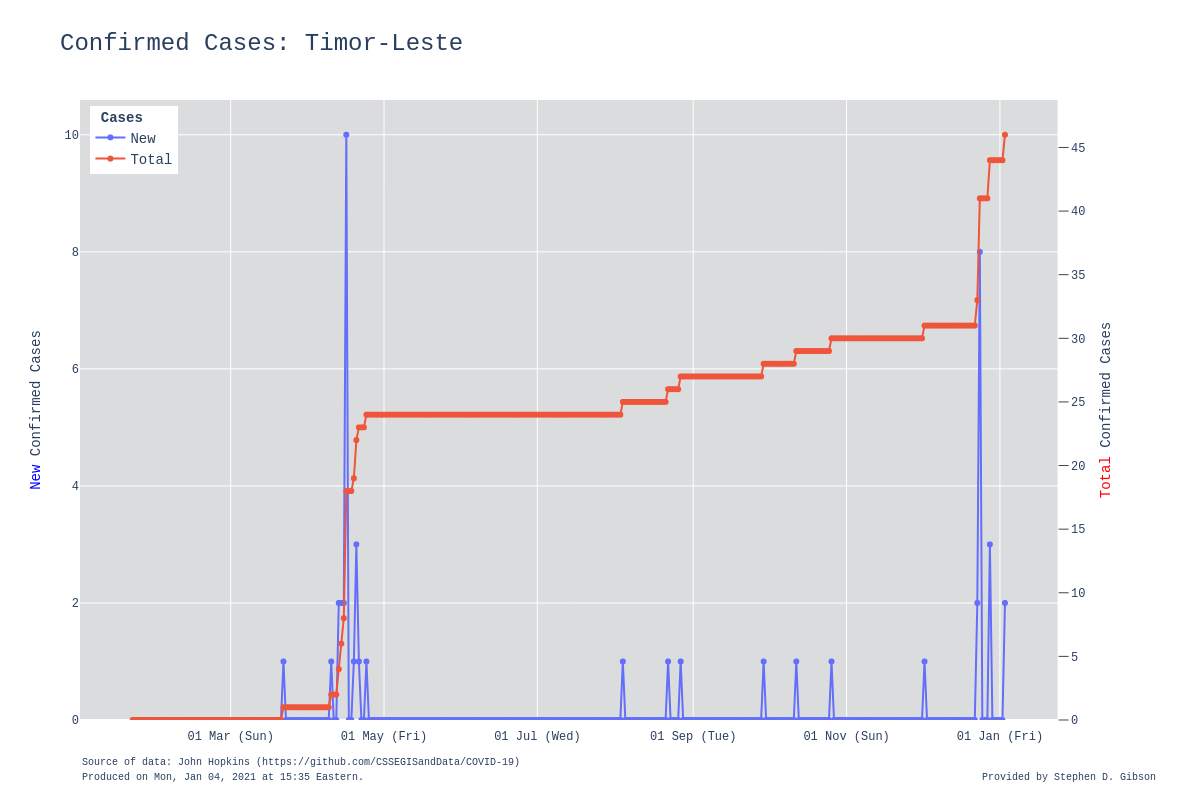 Confirmed Cases: Timor-Leste
Cases
New
Total
10
8
6
4
2
0
New Confirmed Cases
45
40
35
30
25
20
15
10
5
0
Total Confirmed Cases
01 Mar (Sun) 01 May (Fri) 01 Jul (Wed) 01 Sep (Tue) 01 Nov (Sun) 01 Jan (Fri)
Source of data: John Hopkins (https://github.com/CSSEGISandData/COVID-19)
Produced on Mon, Jan 04, 2021 at 15:35 Eastern.
Provided by Stephen D. Gibson